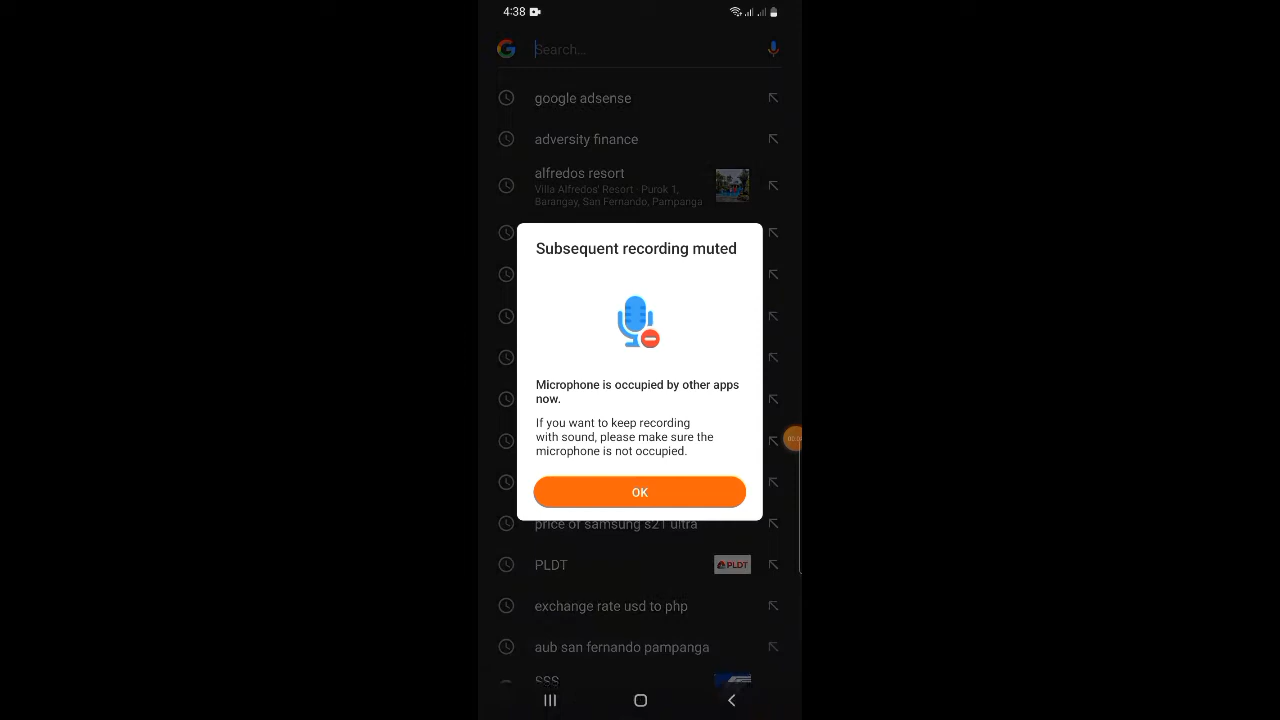 4:38
Search...
google adsense
adversity finance
alfredos resort
Villa Alfredos' Resort · Purok 1,
Barangay, San Fernando, Pampanga
Subsequent recording muted
Microphone is occupied by other apps
now.
If you want to keep recording
with sound, please make sure the
microphone is not occupied.
OK
price of samsung s21 ultra
PLDT
PLDT
exchange rate usd to php
aub san fernando pampanga
SSS